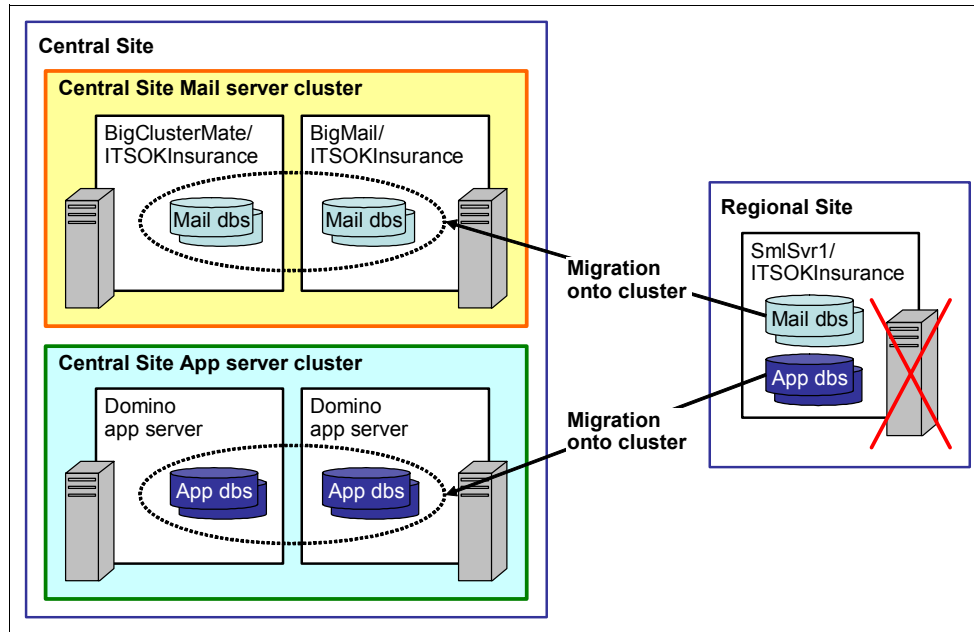 Central Site
Central Site Mail server cluster
BigClusterMate/
ITSOKInsurance
BigMail/
ITSOKInsurance
Mail dbs
Mail dbs
Central Site App server cluster
Domino
app server
Domino
app server
App dbs
App dbs
Migration
onto cluster
Migration
onto cluster
Regional Site
SmlSvr1/
ITSOKInsurance
Mail dbs
App dbs